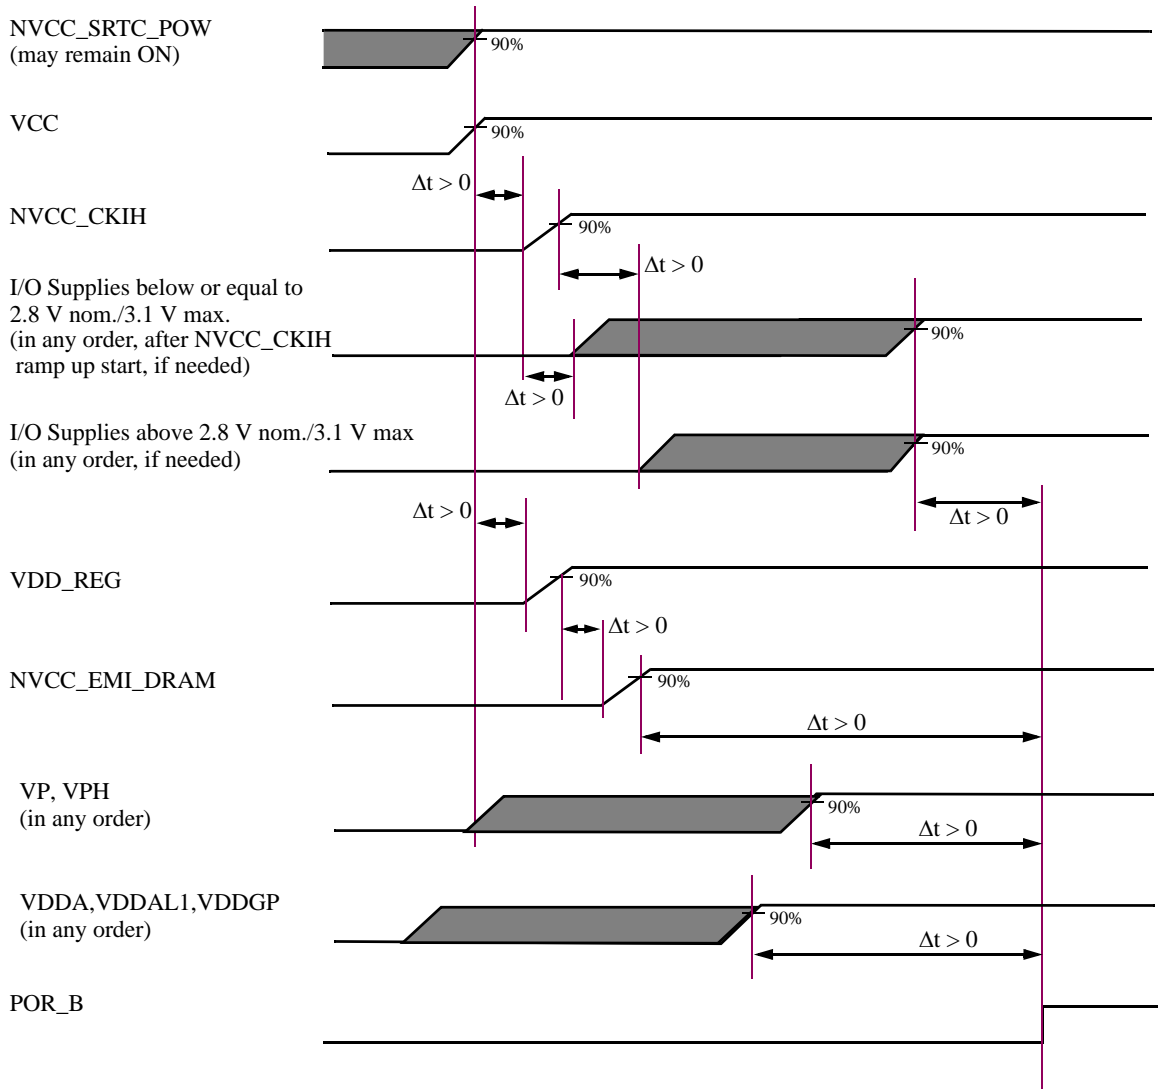 NVCC_SRTC_POW
(may remain ON)
90%
VCC
90%
Δt > 0
NVCC_CKIH
90%
Δt > 0
I/O Supplies below or equal to
2.8 V nom./3.1 V max.
(in any order, after NVCC_CKIH
ramp up start, if needed)
90%
Δt > 0
I/O Supplies above 2.8 V nom./3.1 V max
(in any order, if needed)
90%
Δt > 0
Δt > 0
VDD_REG
90%
Δt > 0
NVCC_EMI_DRAM
90%
Δt > 0
VP, VPH
(in any order)
90%
Δt > 0
VDDA,VDDAL1,VDDGP
(in any order)
90%
Δt > 0
POR_B